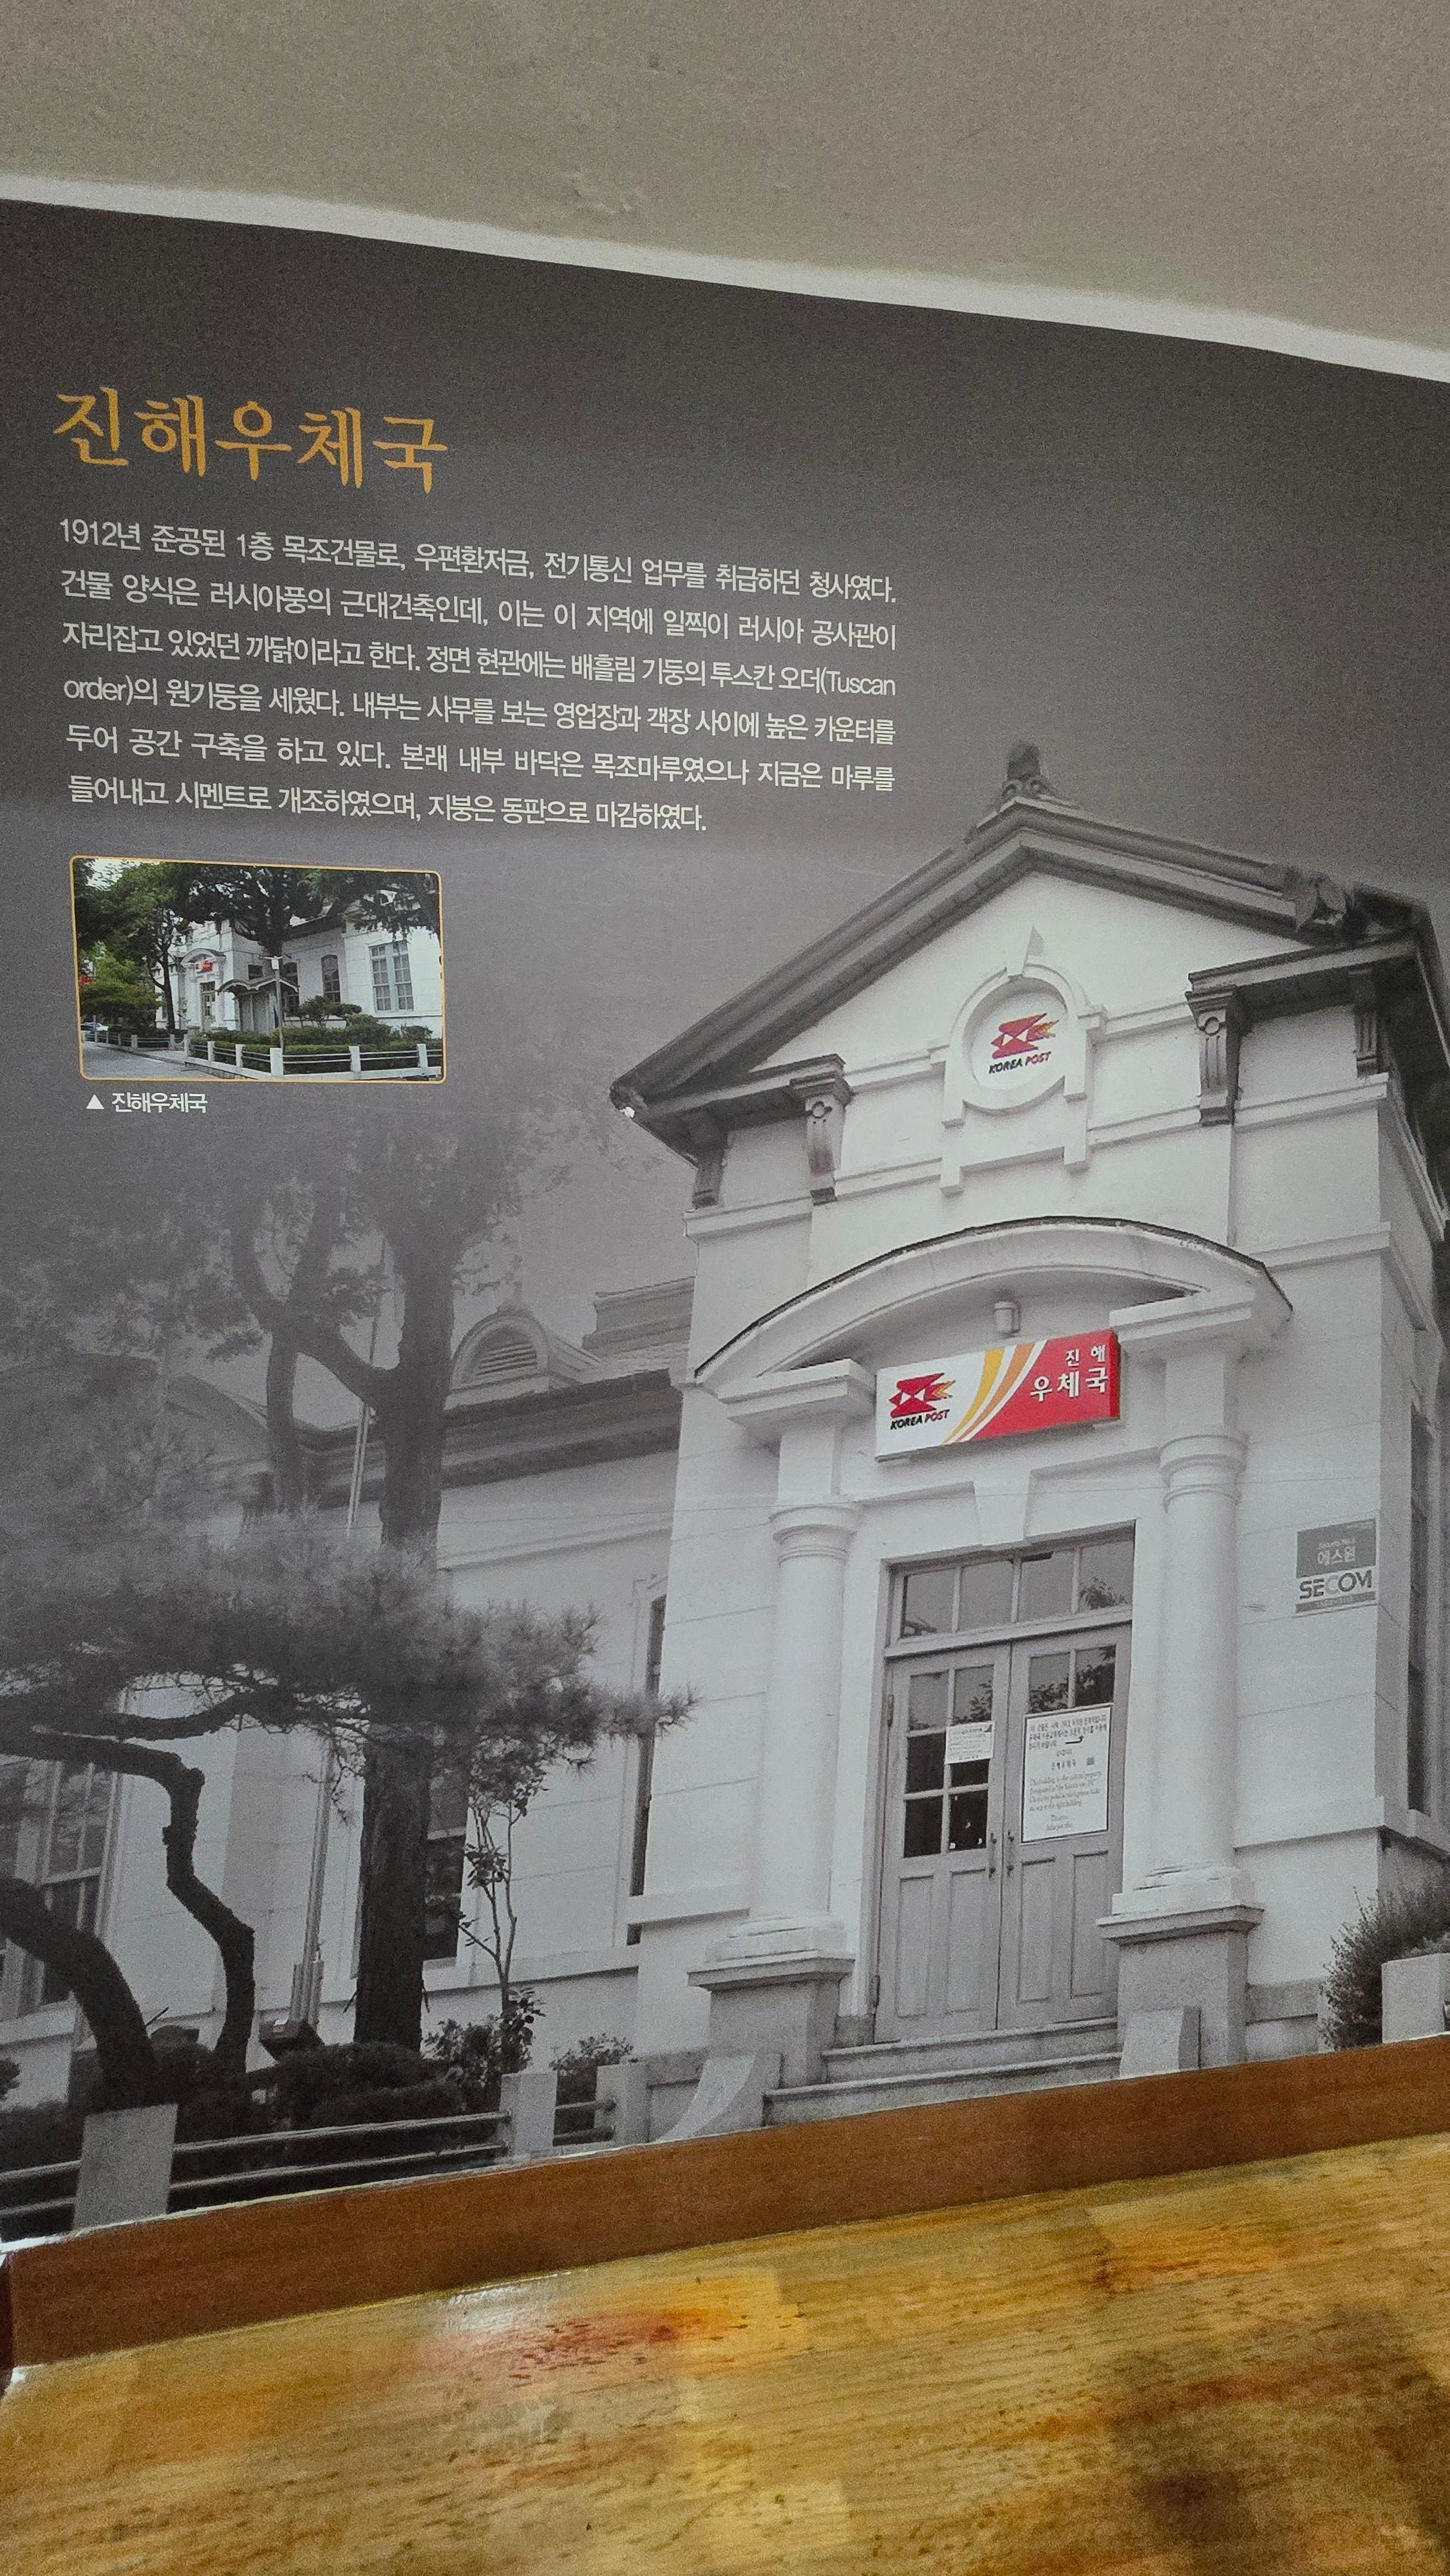 진해우체국
1912년 준공된 1층 목조건물로, 우편환저금, 전기통신 업무를 취급하던 청사였다.
건물 양식은 러시아풍의 근대건축인데, 이는 이 지역에 일찍이 러시아 공사관이
자리잡고 있었던 까닭이라고 한다. 정면 현관에는 배흘림 기둥의 투스칸 오더(Tuscan
order)의 원기둥을 세웠다. 내부는 사무를 보는 영업장과 객장 사이에 높은 카운터를
두어 공간 구축을 하고 있다. 본래 내부 바닥은 목조마루였으나 지금은 마루를
들어내고 시멘트로 개조하였으며, 지붕은 동판으로 마감하였다.
▲ 진해우체국
KOREA POST
진해
우체국
KOREA POST
에스원
SECOM